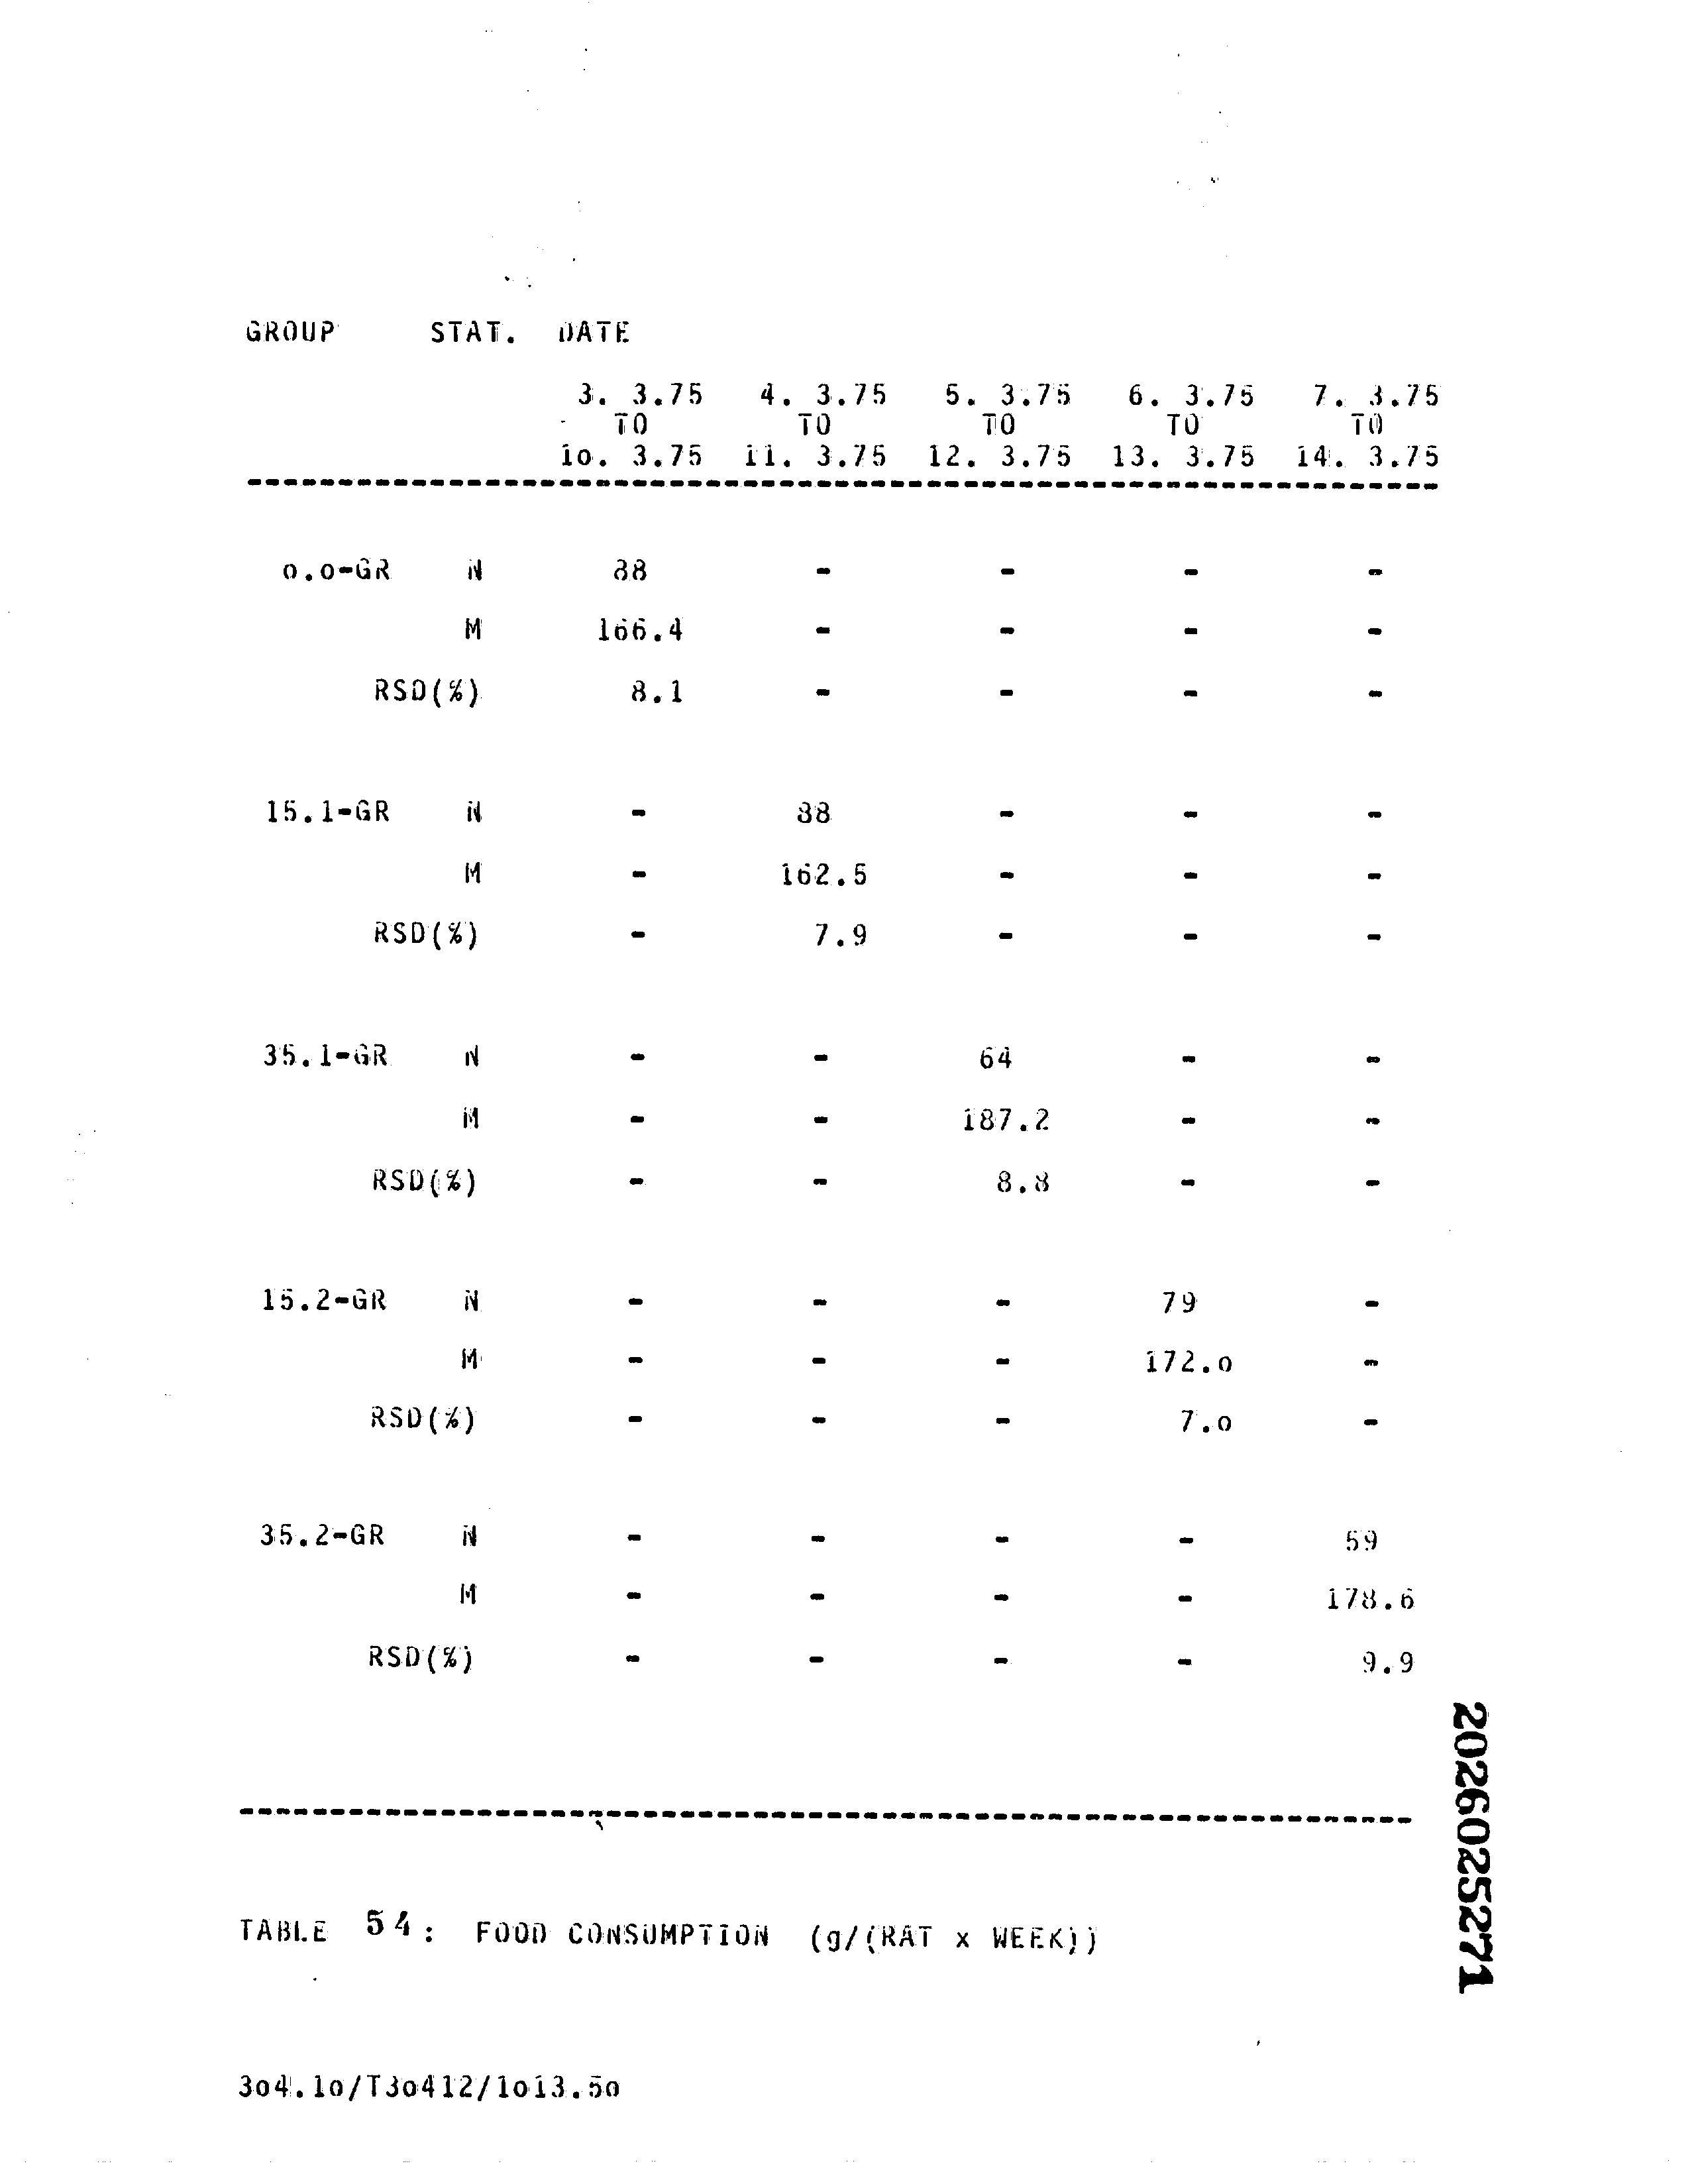 GROUP STAT. DATE
3. 3.75 4. 3.75 5. 3.75 6. 3.75 7. 3.75
TO TO TO TO TO
1o. 3.75 11. 3.75 12. 3.75 13. 3.75 14. 3.75
o.o-GR N 88 - - - -
M 166.4 - - - -
RSD(%) 8.1 - - - -
15.1-GR N - 88 - - -
M - 162.5 - - -
RSD(%) - 7.9 - - -
35.1-GR N - - 64 - -
M - - 187.2 - -
RSD(%) - - 8.8 - -
15.2-GR N - - - 79 -
M - - - 172.o -
RSD(%) - - - 7.o -
35.2-GR N - - - - 59
M - - - - 178.6
RSD(%) - - - - 9.9
2026025271
TABLE 54: FOOD CONSUMPTION (g/(RAT x WEEK))
3o4.1o/T3o412/1o13.5o